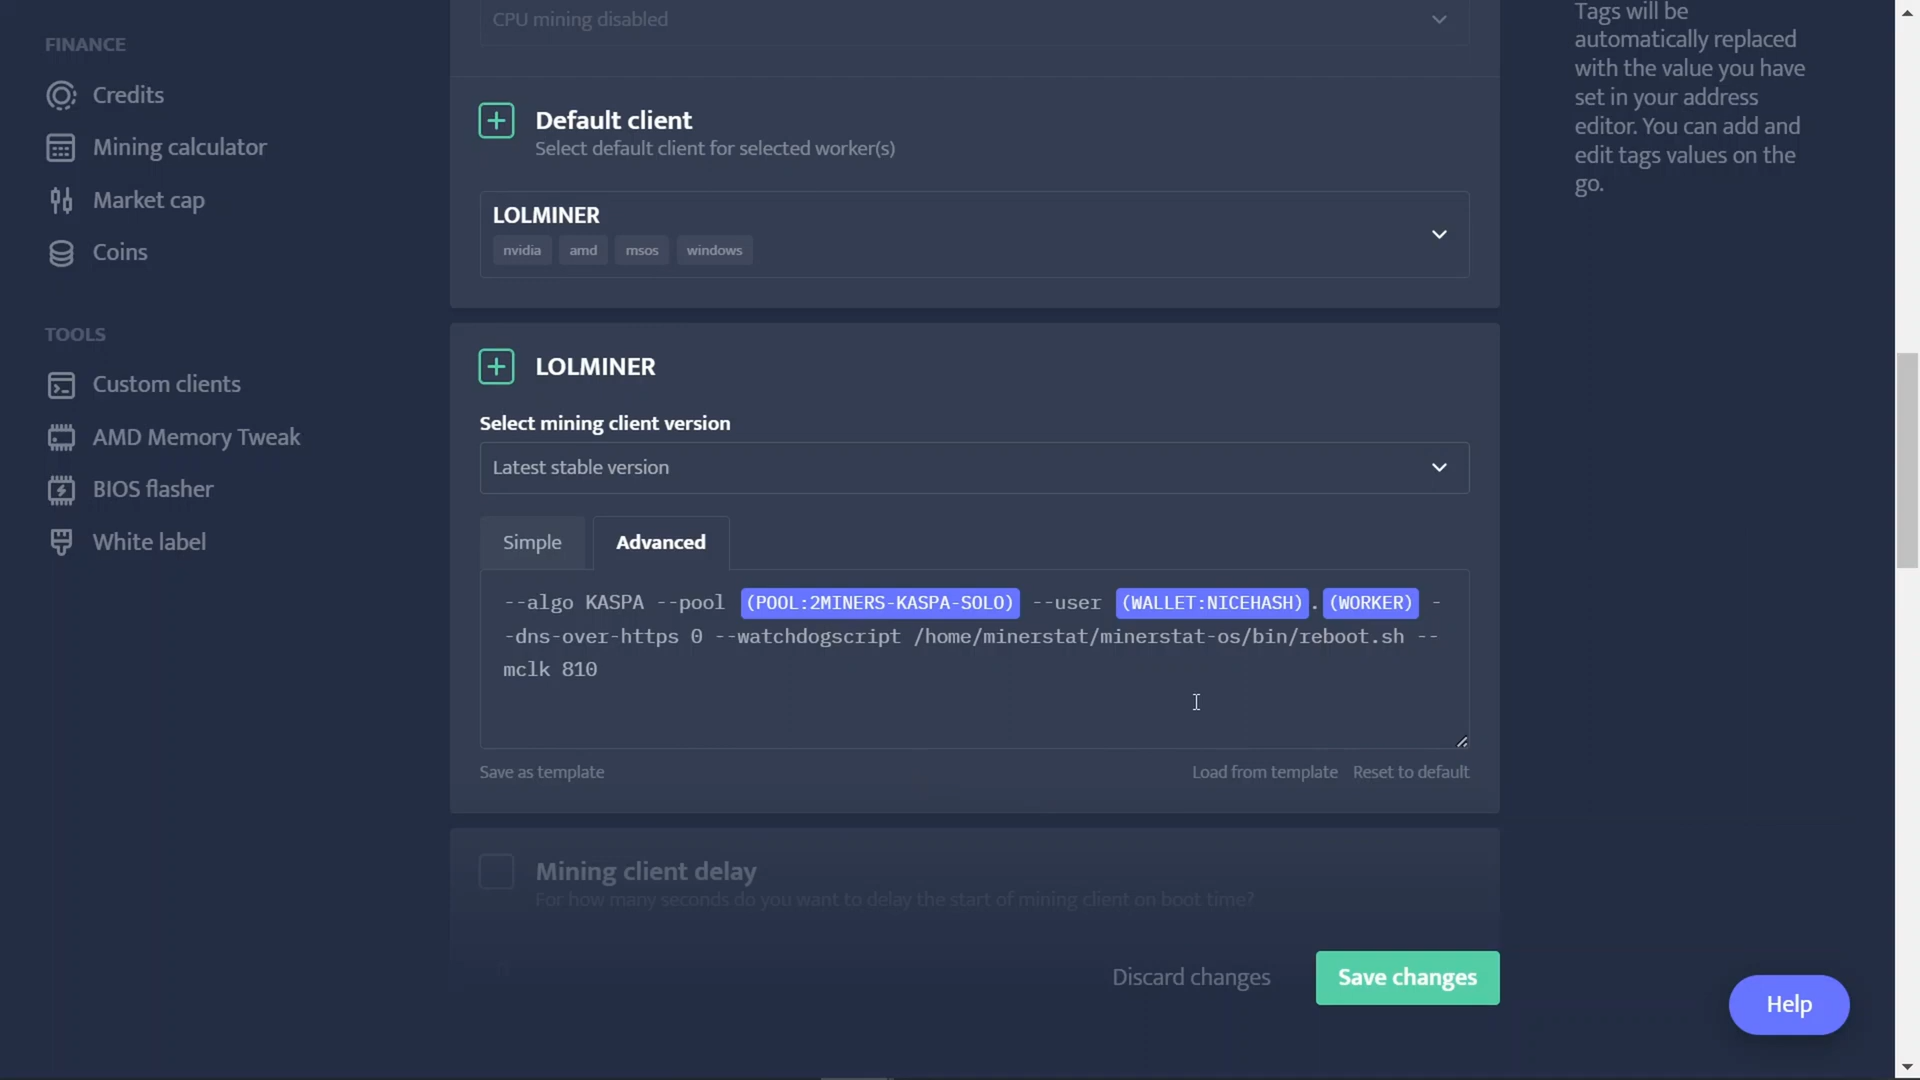 FINANCE
Credits
Mining calculator
Market cap
Coins
TOOLS
Custom clients
AMD Memory Tweak
BIOS flasher
White label
CPU mining disabled
Default client
Select default client for selected worker(s)
LOLMINER
nvidia amd msos windows
LOLMINER
Select mining client version
Latest stable version
Simple Advanced
--algo KASPA --pool (POOL:2MINERS-KASPA-SOLO) --user (WALLET:NICEHASH).(WORKER) -
-dns-over-https 0 --watchdogscript /home/minerstat/minerstat-os/bin/reboot.sh --
mclk 810
Save as template Load from template Reset to default
Mining client delay
For how many seconds do you want to delay the start of mining client on boot time?
Discard changes Save changes
Tags will be
automatically replaced
with the value you have
set in your address
editor. You can add and
edit tags values on the
go.
Help